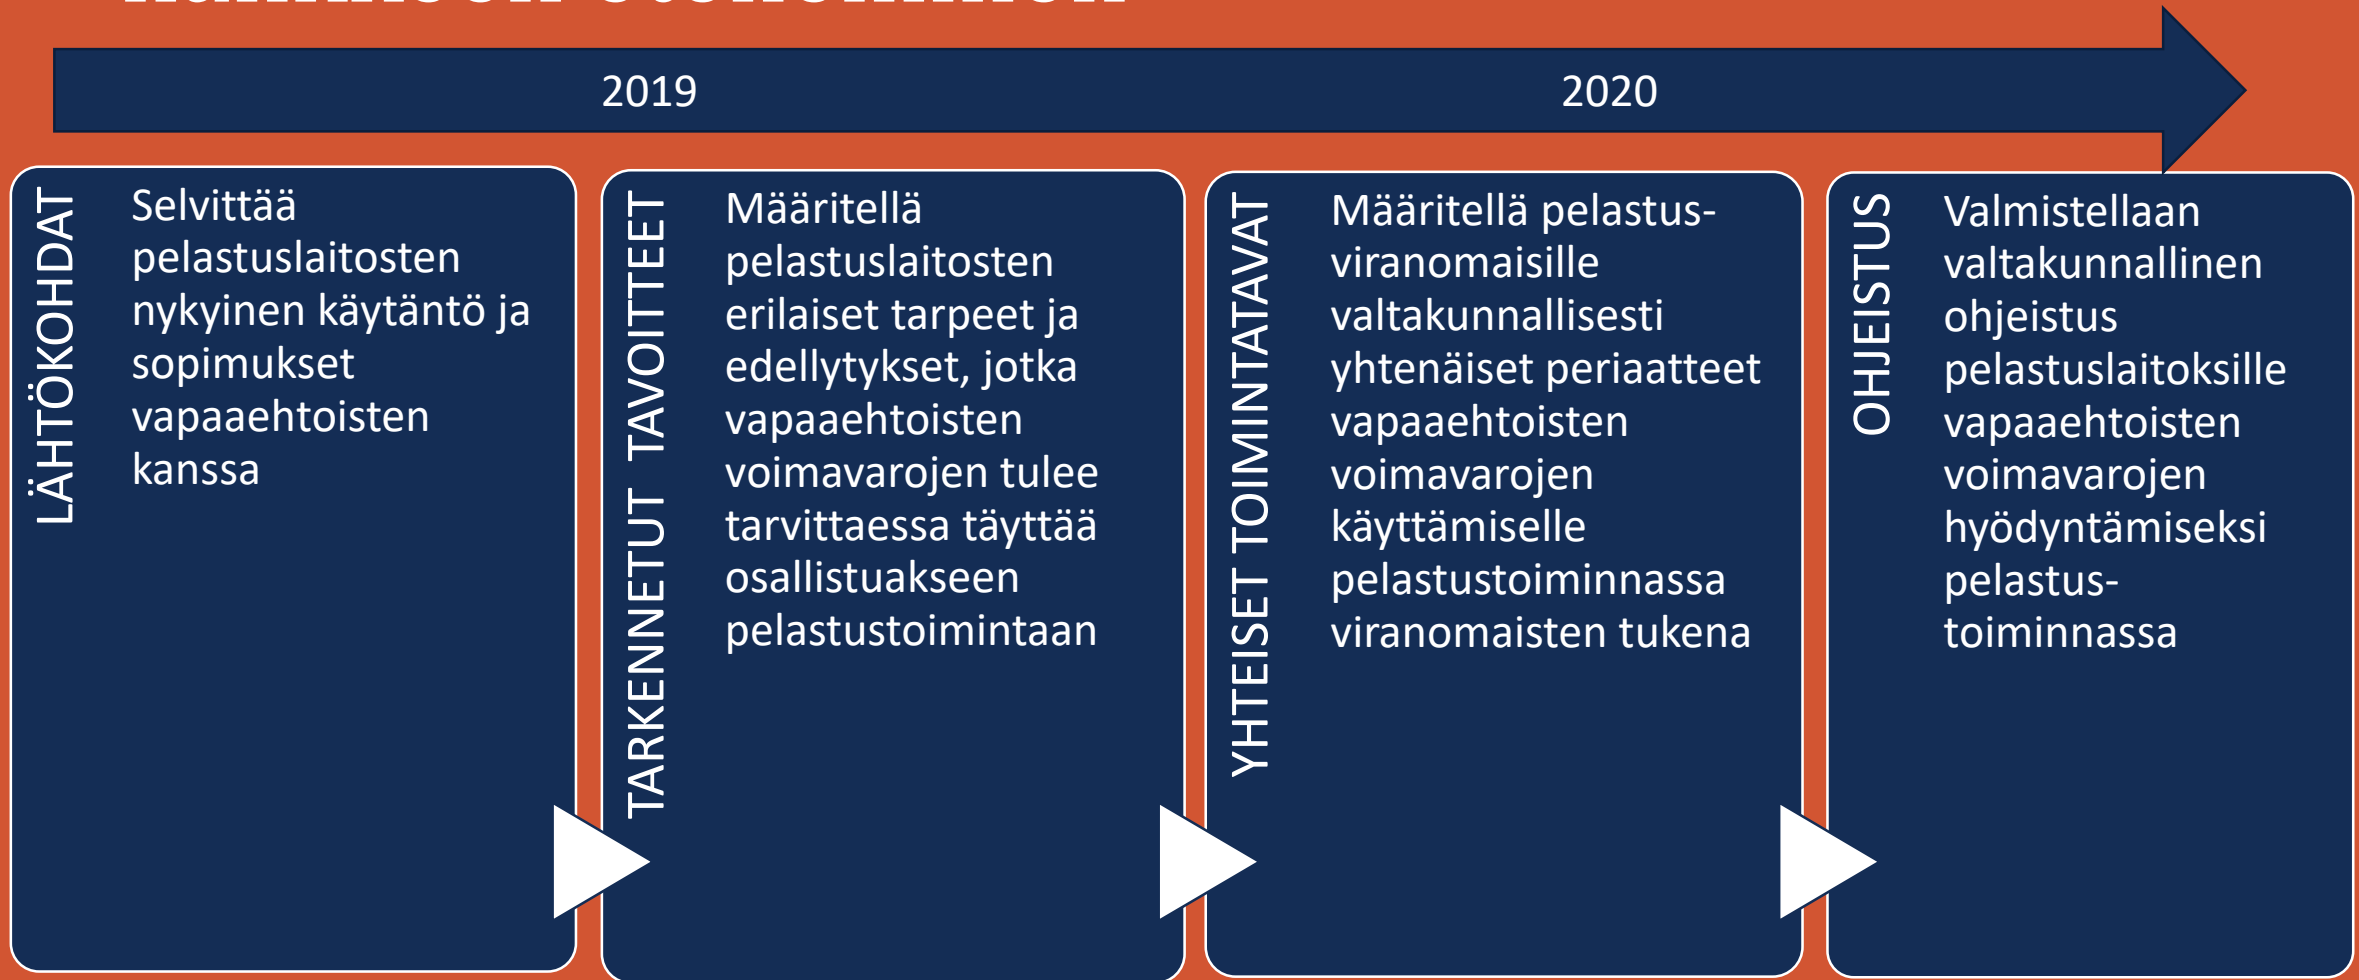 eteneminen
2019
2020
LÄHTÖKOHDAT
Selvittää
pelastuslaitosten
nykyinen käytäntö ja
sopimukset
vapaaehtoisten
kanssa
TARKENNETUT TAVOITTEET
Määritellä
pelastuslaitosten
erilaiset tarpeet ja
edellytykset, jotka
vapaaehtoisten
voimavarojen tulee
tarvittaessa täyttää
osallistuakseen
pelastustoimintaan
YHTEISET TOIMINTATAVAT
Määritellä pelastus-
viranomaisille
valtakunnallisesti
yhtenäiset periaatteet
vapaaehtoisten
voimavarojen
käyttämiselle
pelastustoiminnassa
viranomaisten tukena
OHJEISTUS
Valmistellaan
valtakunnallinen
ohjeistus
pelastuslaitoksille
vapaaehtoisten
voimavarojen
hyödyntämiseksi
pelastus-
toiminnassa